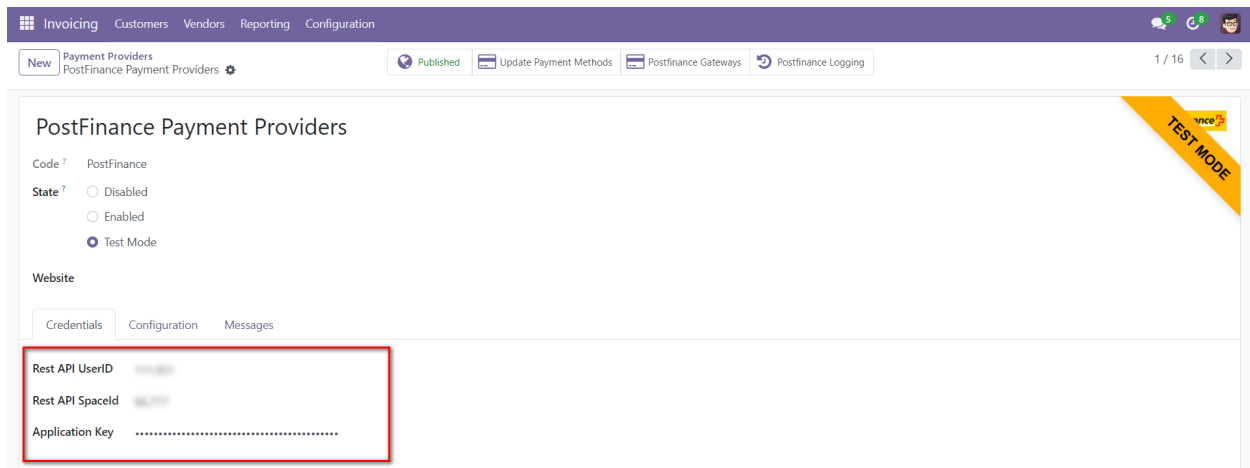 Invoicing Customers Vendors Reporting Configuration 5 8
New Payment Providers
PostFinance Payment Providers
Published Update Payment Methods Postfinance Gateways Postfinance Logging 1 / 16
PostFinance Payment Providers
TEST MODE
Code ? PostFinance
State ? Disabled
Enabled
Test Mode
Website
Credentials Configuration Messages
Rest API UserID
Rest API SpaceId
Application Key